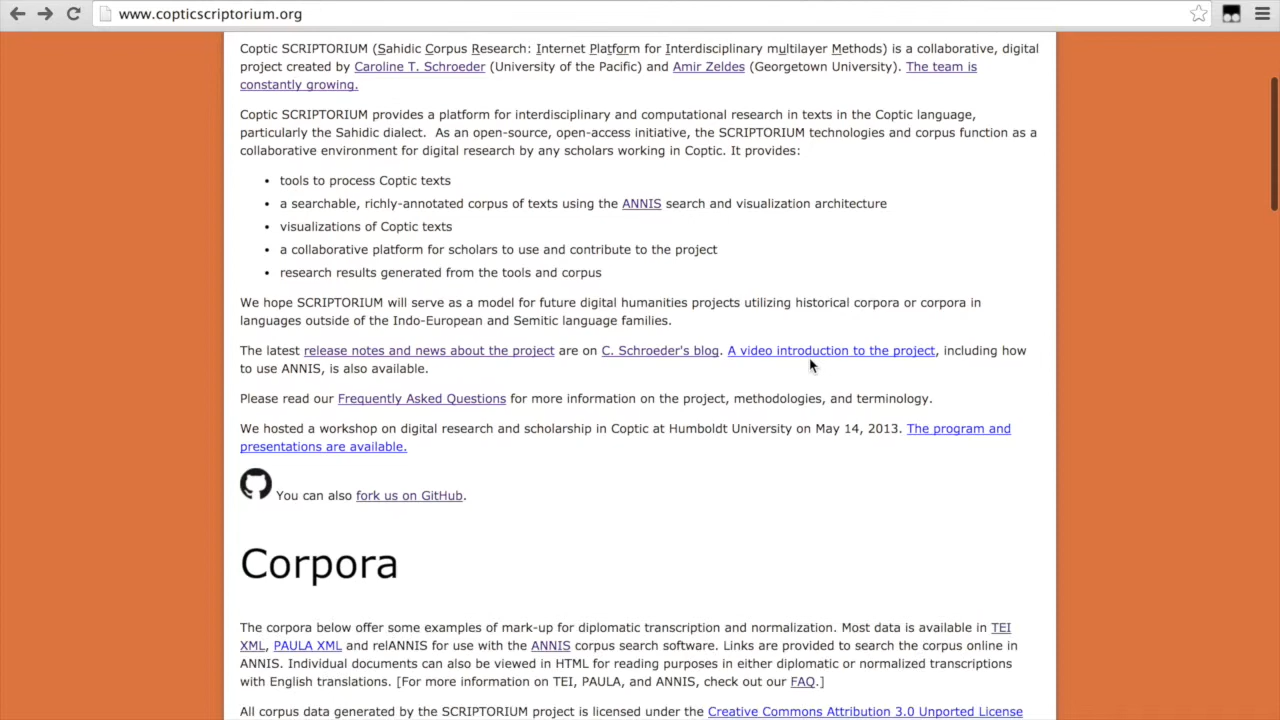 www.copticscriptorium.org
Coptic SCRIPTORIUM (Sahidic Corpus Research: Internet Platform for Interdisciplinary multilayer Methods) is a collaborative, digital
project created by Caroline T. Schroeder (University of the Pacific) and Amir Zeldes (Georgetown University). The team is
constantly growing.
Coptic SCRIPTORIUM provides a platform for interdisciplinary and computational research in texts in the Coptic language,
particularly the Sahidic dialect. As an open-source, open-access initiative, the SCRIPTORIUM technologies and corpus function as a
collaborative environment for digital research by any scholars working in Coptic. It provides:
• tools to process Coptic texts
• a searchable, richly-annotated corpus of texts using the ANNIS search and visualization architecture
• visualizations of Coptic texts
• a collaborative platform for scholars to use and contribute to the project
• research results generated from the tools and corpus
We hope SCRIPTORIUM will serve as a model for future digital humanities projects utilizing historical corpora or corpora in
languages outside of the Indo-European and Semitic language families.
The latest release notes and news about the project are on C. Schroeder's blog. A video introduction to the project, including how
to use ANNIS, is also available.
Please read our Frequently Asked Questions for more information on the project, methodologies, and terminology.
We hosted a workshop on digital research and scholarship in Coptic at Humboldt University on May 14, 2013. The program and
presentations are available.
You can also fork us on GitHub.
Corpora
The corpora below offer some examples of mark-up for diplomatic transcription and normalization. Most data is available in TEI
XML, PAULA XML and relANNIS for use with the ANNIS corpus search software. Links are provided to search the corpus online in
ANNIS. Individual documents can also be viewed in HTML for reading purposes in either diplomatic or normalized transcriptions
with English translations. [For more information on TEI, PAULA, and ANNIS, check out our FAQ.]
All corpus data generated by the SCRIPTORIUM project is licensed under the Creative Commons Attribution 3.0 Unported License